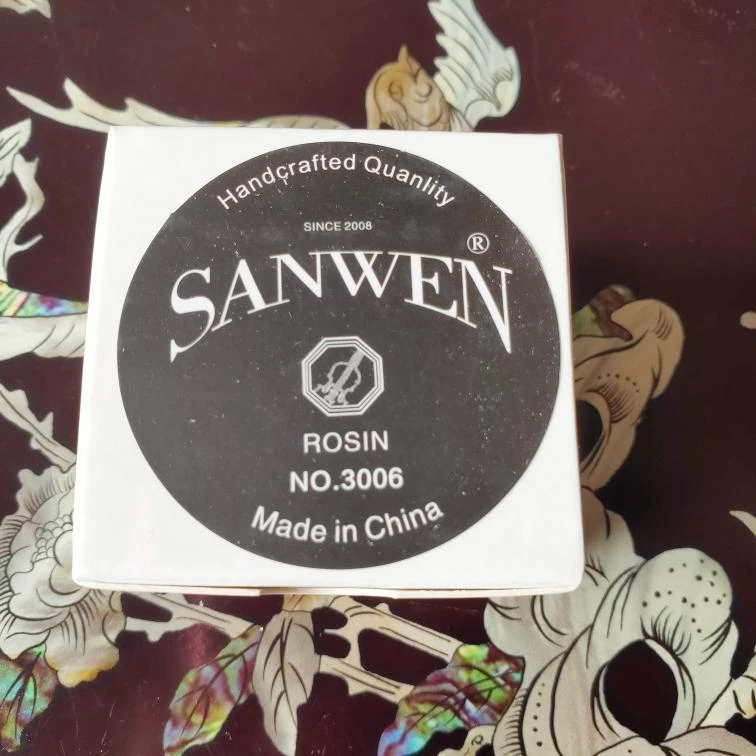 Handcrafted Quanlity
SINCE 2008
SANWEN®
ROSIN
NO.3006
Made in China